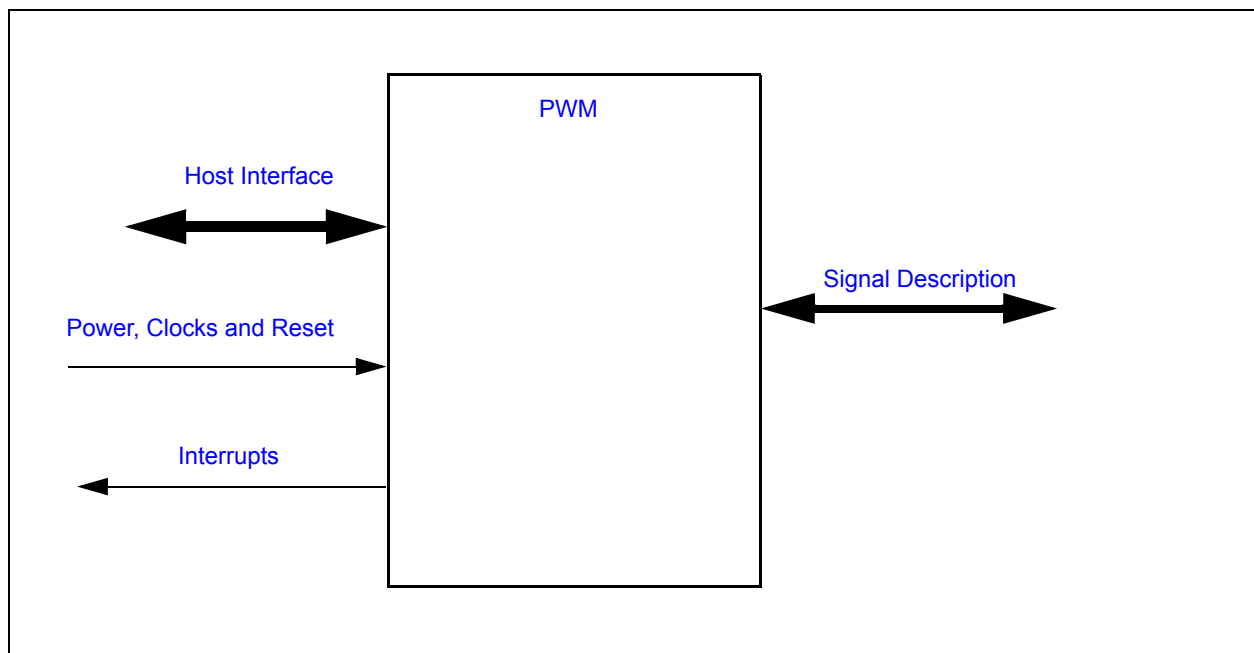 PWM
Host Interface
Signal Description
Power, Clocks and Reset
Interrupts